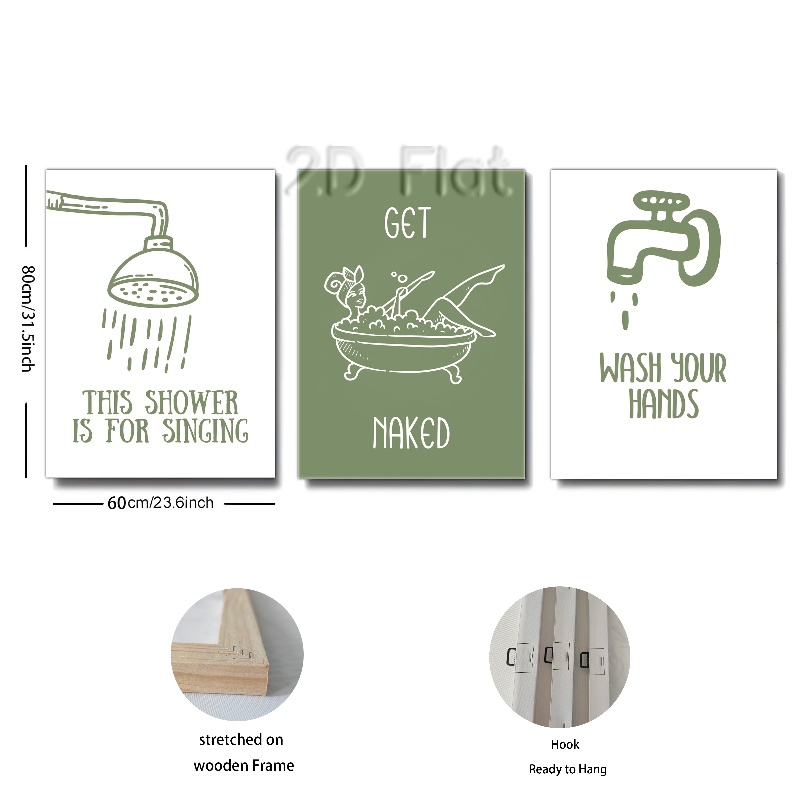 2D Flat
80cm/31.5inch
THIS SHOWER
IS FOR SINGING
GET
NAKED
WASH YOUR
HANDS
60cm/23.6inch
stretched on
wooden Frame
Hook
Ready to Hang